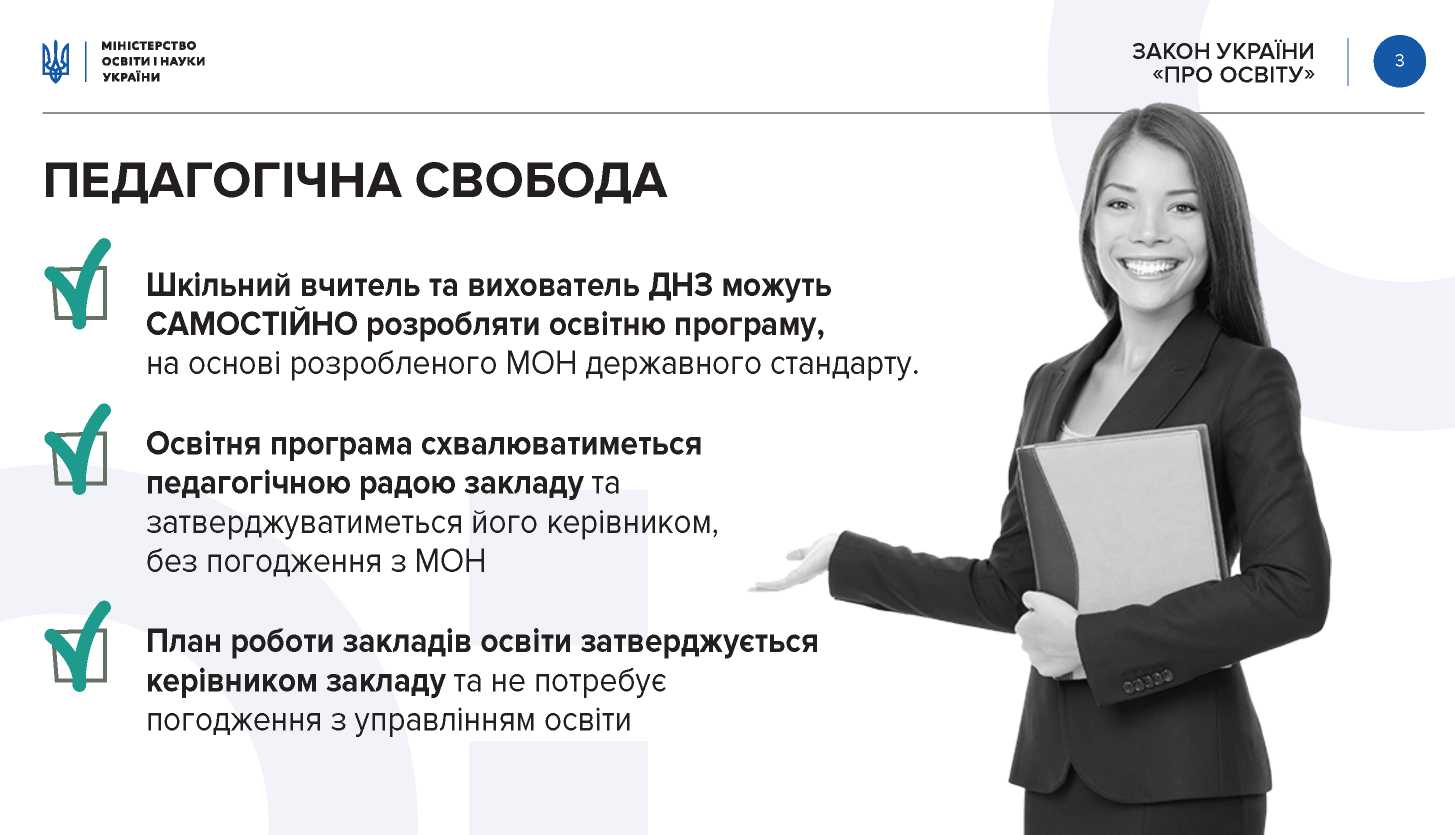 МІНІСТЕРСТВО
ОСВІТИ І НАУКИ
УКРАЇНИ
ЗАКОН УКРАЇНИ
«ПРО ОСВІТУ»
3
ПЕДАГОГІЧНА СВОБОДА
Шкільний вчитель та вихователь ДНЗ можуть
САМОСТІЙНО розробляти освітню програму,
на основі розробленого МОН державного стандарту.
Освітня програма схвалюватиметься
педагогічною радою закладу та
затверджуватиметься його керівником,
без погодження з МОН
План роботи закладів освіти затверджується
керівником закладу та не потребує
погодження з управлінням освіти